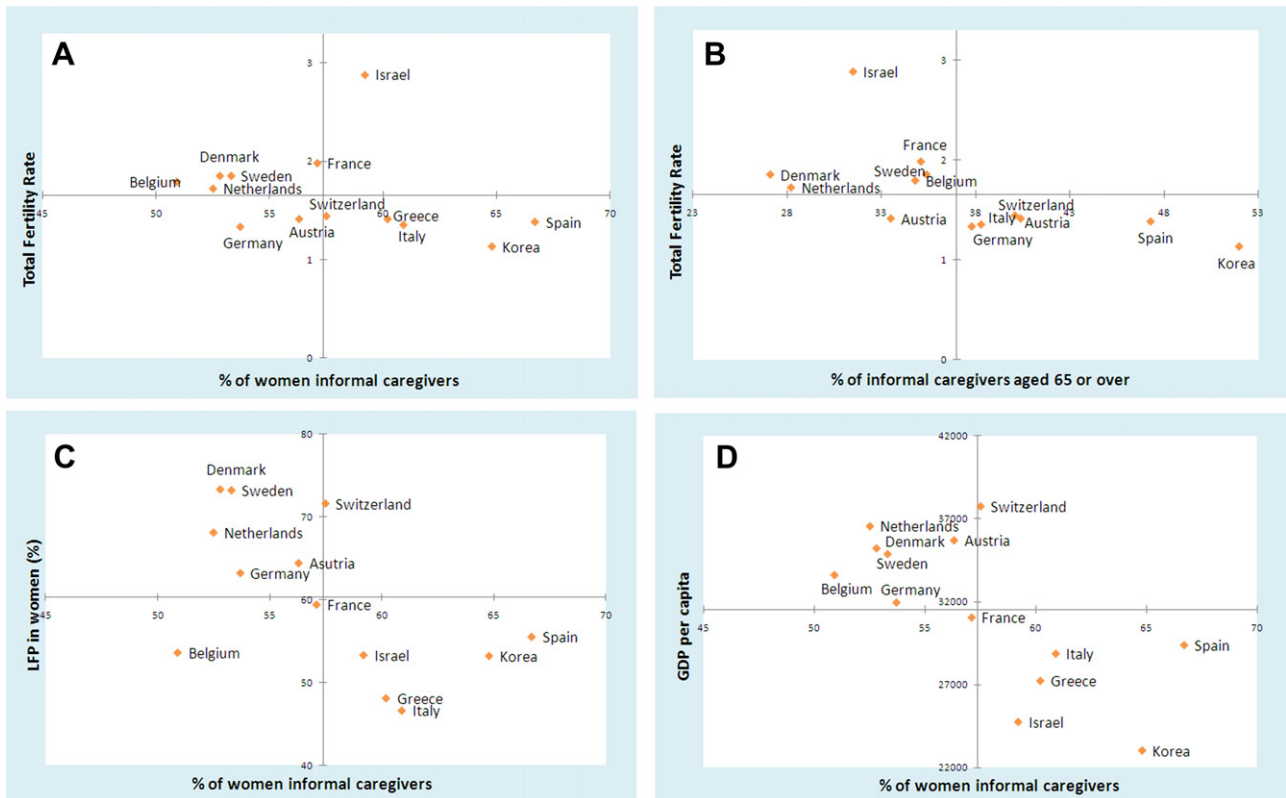 A
Total Fertility Rate
3
Israel
Denmark
2
France
Belgium
Sweden
Netherlands
45
50
55
60
65
70
Switzerland
Greece
Spain
Austria
Italy
Germany
Korea
1
0
% of women informal caregivers
B
Total Fertility Rate
3
Israel
France
2
Denmark
Sweden
Netherlands
Belgium
23
28
33
38
43
48
53
Switzerland
Austria
Italy
Austria
Spain
Germany
Korea
1
0
% of informal caregivers aged 65 or over
C
LFP in women (%)
80
Denmark
Sweden
Switzerland
70
Netherlands
Asutria
Germany
60
France
45
50
55
60
65
70
Spain
Belgium
Israel
Korea
50
Greece
Italy
40
% of women informal caregivers
D
GDP per capita
42000
Switzerland
37000
Netherlands
Denmark
Austria
Sweden
Belgium
Germany
32000
France
45
50
55
60
65
70
Spain
Italy
Greece
27000
Israel
Korea
22000
% of women informal caregivers